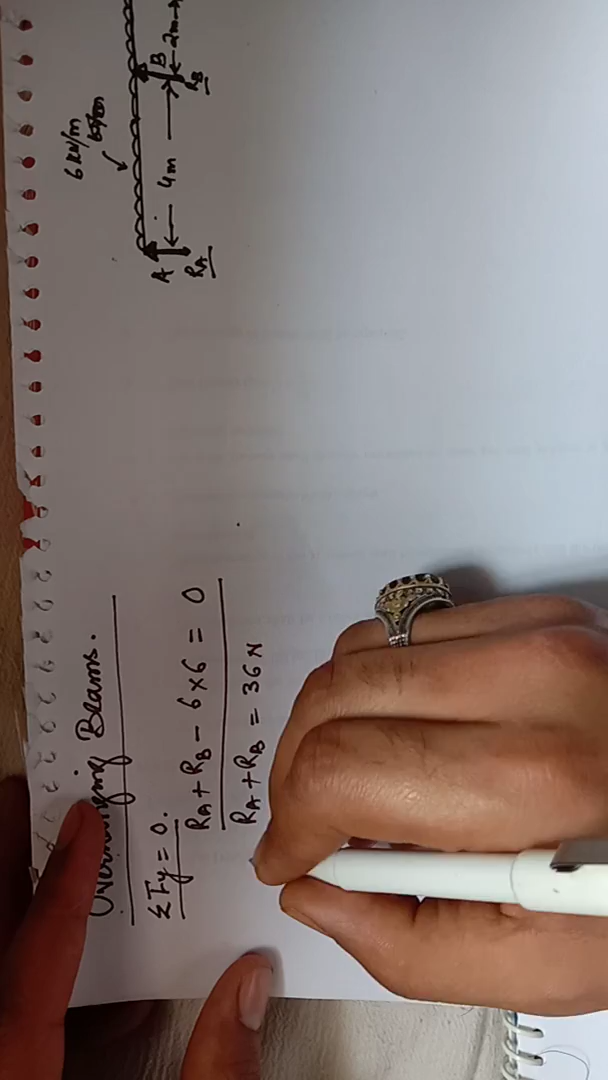 Overhanging Beams.
ΣFy = 0.
RA + RB - 6 x 6 = 0
RA + RB = 36 N
6 kN/m
A
4m
B
2m
RA
RB